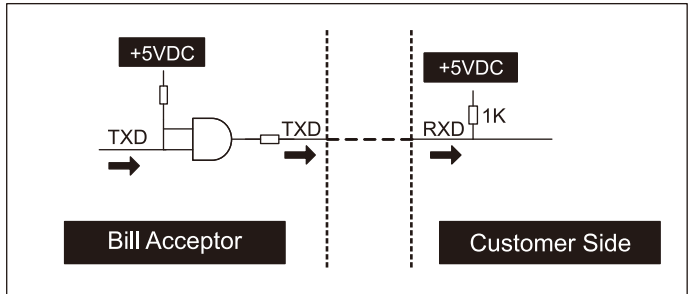 +5VDC
+5VDC
1K
TXD
TXD
RXD
Bill Acceptor
Customer Side